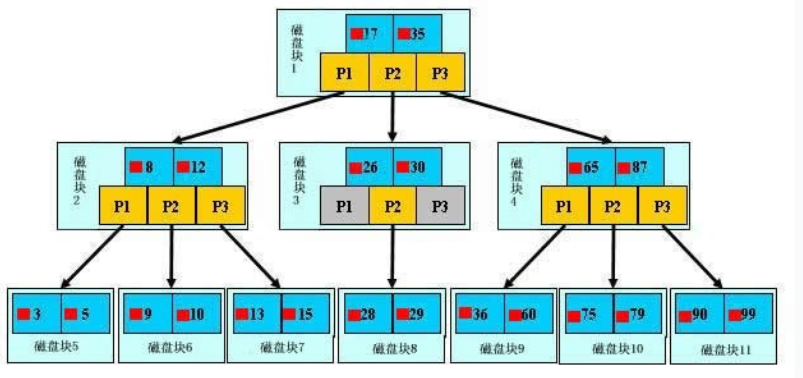 磁盘块1
17 35
P1 P2 P3
磁盘块2
8 12
P1 P2 P3
磁盘块3
26 30
P1 P2 P3
磁盘块4
65 87
P1 P2 P3
3 5
磁盘块5
9 10
磁盘块6
13 15
磁盘块7
28 29
磁盘块8
36 60
磁盘块9
75 79
磁盘块10
90 99
磁盘块11